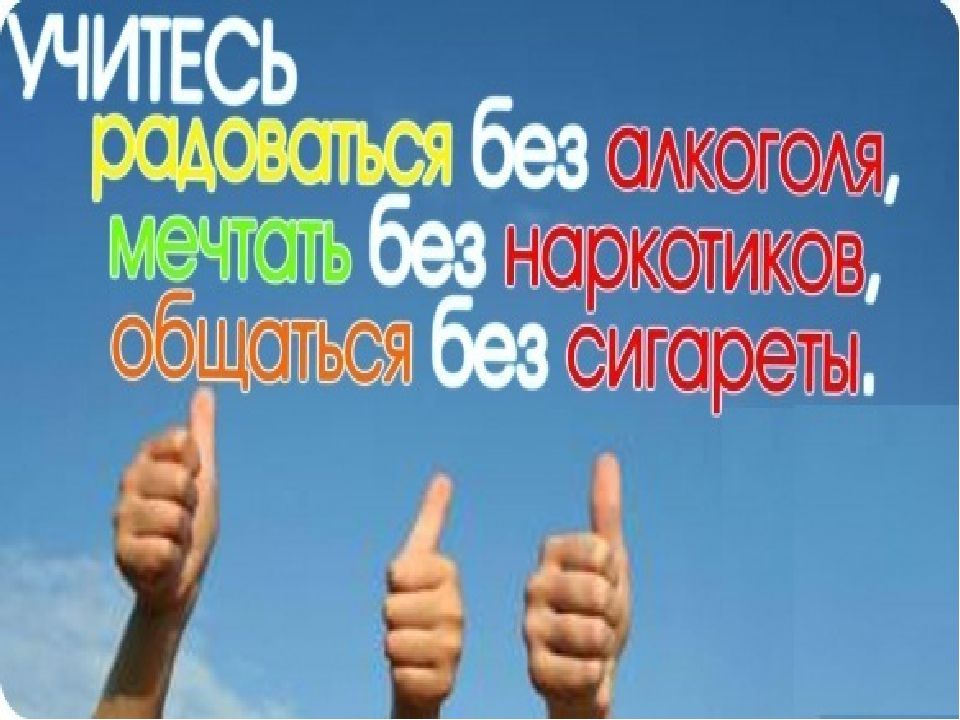 УЧИТЕСЬ
радоваться без алкоголя,
мечтать без наркотиков,
общаться без сигареты.